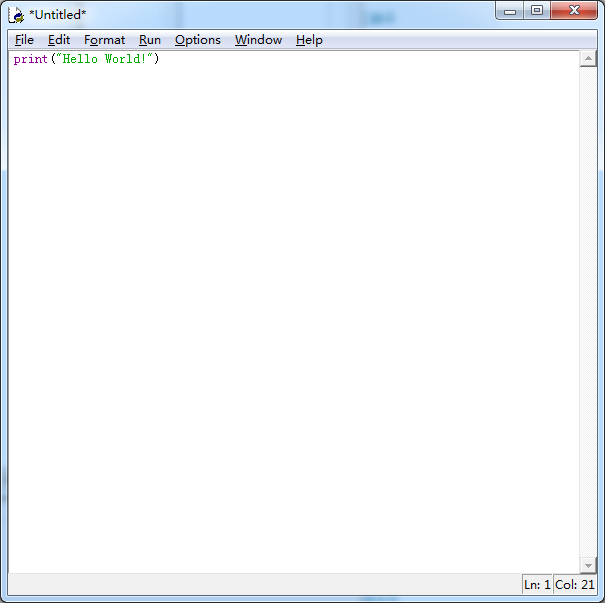 *Untitled*
File Edit Format Run Options Window Help
print("Hello World!")
Ln: 1 Col: 21